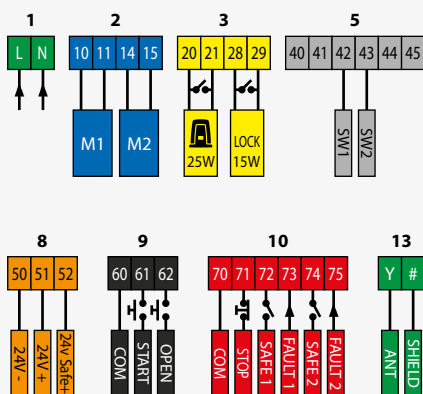 1 2 3 5
L N 10 11 14 15 20 21 28 29 40 41 42 43 44 45
M1 M2 25W LOCK 15W SW1 SW2
8 9 10 13
50 51 52 60 61 62 70 71 72 73 74 75 Y #
24V - 24V + 24v Safe+ COM START OPEN COM STOP SAFE 1 FAULT 1 SAFE 2 FAULT 2 ANT SHIELD